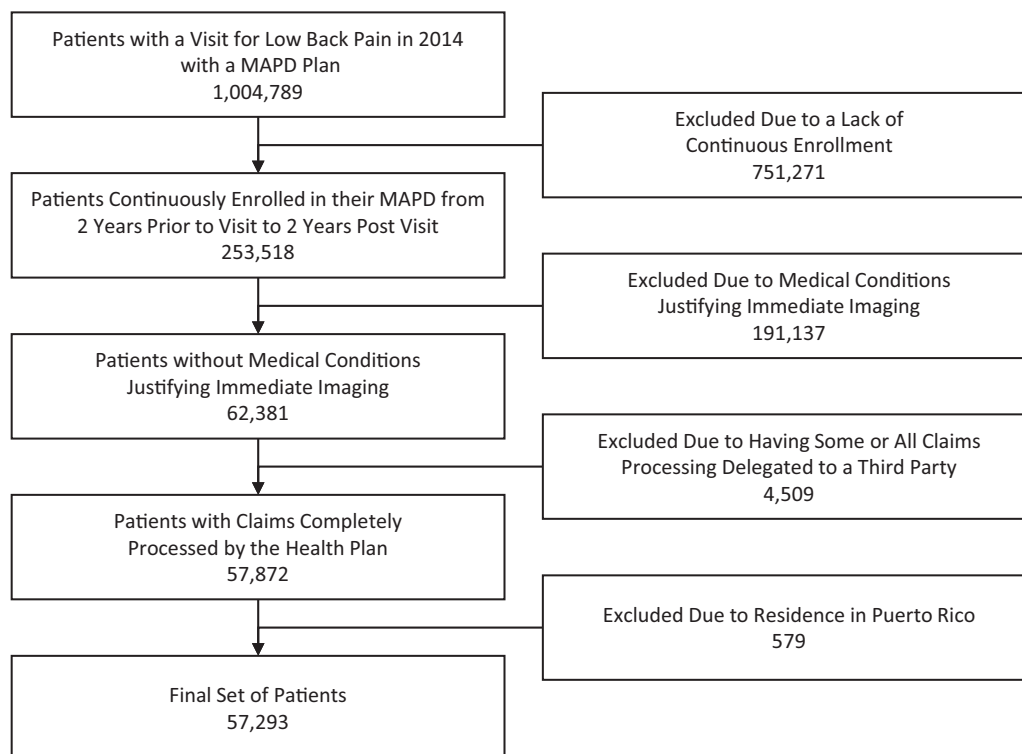 Patients with a Visit for Low Back Pain in 2014
with a MAPD Plan
1,004,789
Excluded Due to a Lack of
Continuous Enrollment
751,271
Patients Continuously Enrolled in their MAPD from
2 Years Prior to Visit to 2 Years Post Visit
253,518
Excluded Due to Medical Conditions
Justifying Immediate Imaging
191,137
Patients without Medical Conditions
Justifying Immediate Imaging
62,381
Excluded Due to Having Some or All Claims
Processing Delegated to a Third Party
4,509
Patients with Claims Completely
Processed by the Health Plan
57,872
Excluded Due to Residence in Puerto Rico
579
Final Set of Patients
57,293